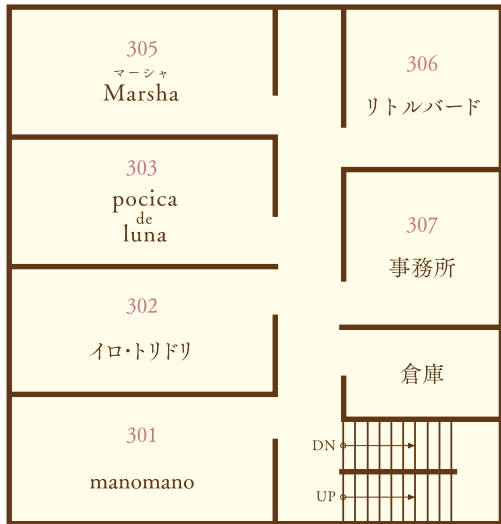 305
マーシャ
Marsha
306
リトルバード
303
pocica
de
luna
307
事務所
302
イロ・トリドリ
倉庫
301
manomano
DN
UP